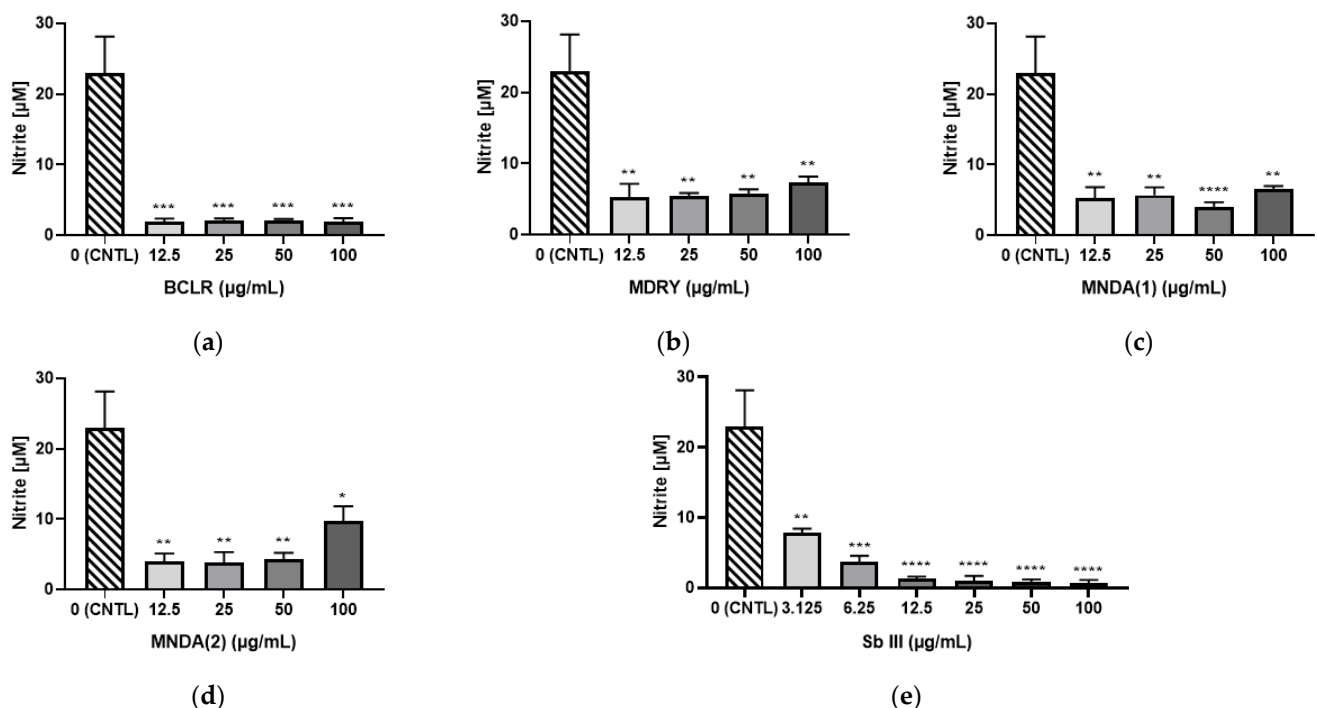 30
20
10
0
Nitrite [µM]
*** *** *** ***
0 (CNTL) 12.5 25 50 100
BCLR (µg/mL)
(a)
30
20
10
0
Nitrite [µM]
** ** ** **
0 (CNTL) 12.5 25 50 100
MDRY (µg/mL)
(b)
30
20
10
0
Nitrite [µM]
** ** **** **
0 (CNTL) 12.5 25 50 100
MNDA(1) (µg/mL)
(c)
30
20
10
0
Nitrite [µM]
** ** ** *
0 (CNTL) 12.5 25 50 100
MNDA(2) (µg/mL)
(d)
30
20
10
0
Nitrite [µM]
** *** **** **** **** ****
0 (CNTL) 3.125 6.25 12.5 25 50 100
Sb III (µg/mL)
(e)